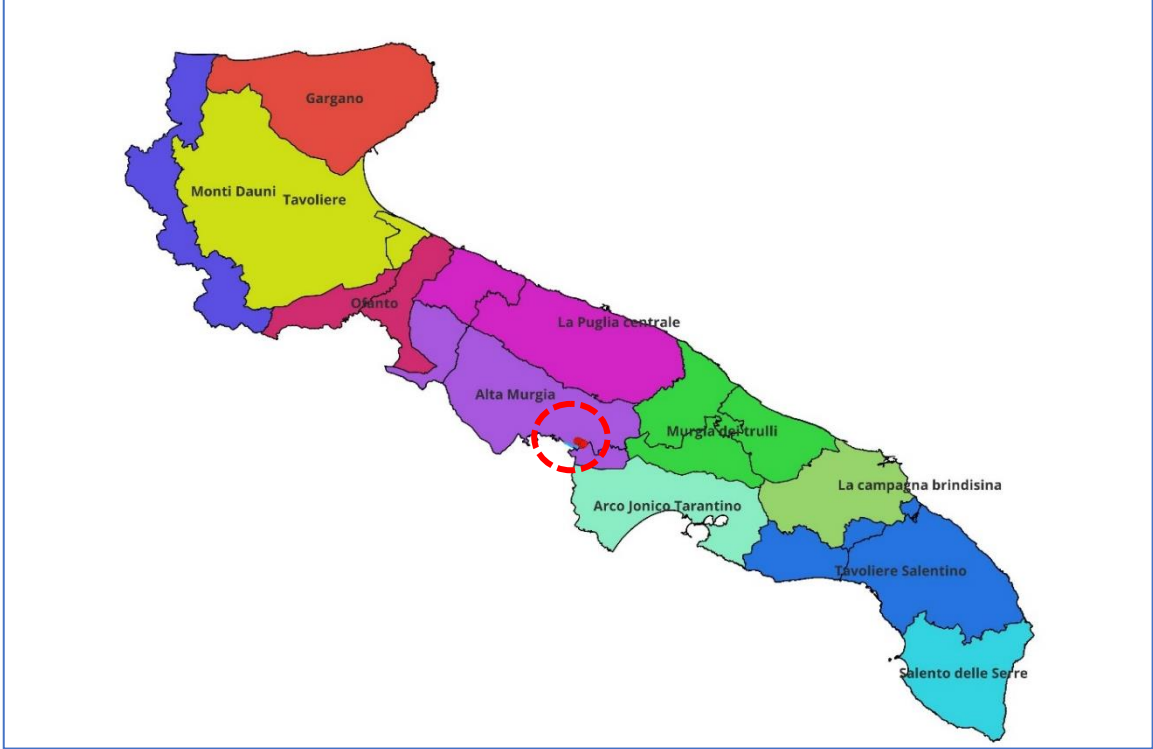 Gargano
Monti Dauni
Tavoliere
Ofanto
La Puglia centrale
Alta Murgia
Murgia dei trulli
La campagna brindisina
Arco Jonico Tarantino
Tavoliere Salentino
Salento delle Serre